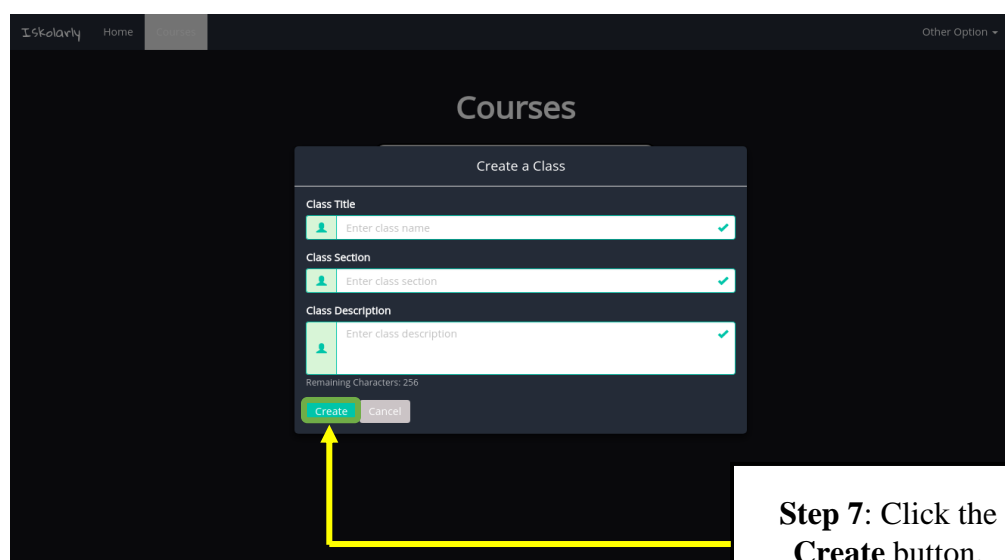 Iskolarly Home Courses Other Option
Courses
Create a Class
Class Title
Enter class name
Class Section
Enter class section
Class Description
Enter class description
Remaining Characters: 256
Create Cancel
Step 7: Click the
Create button.